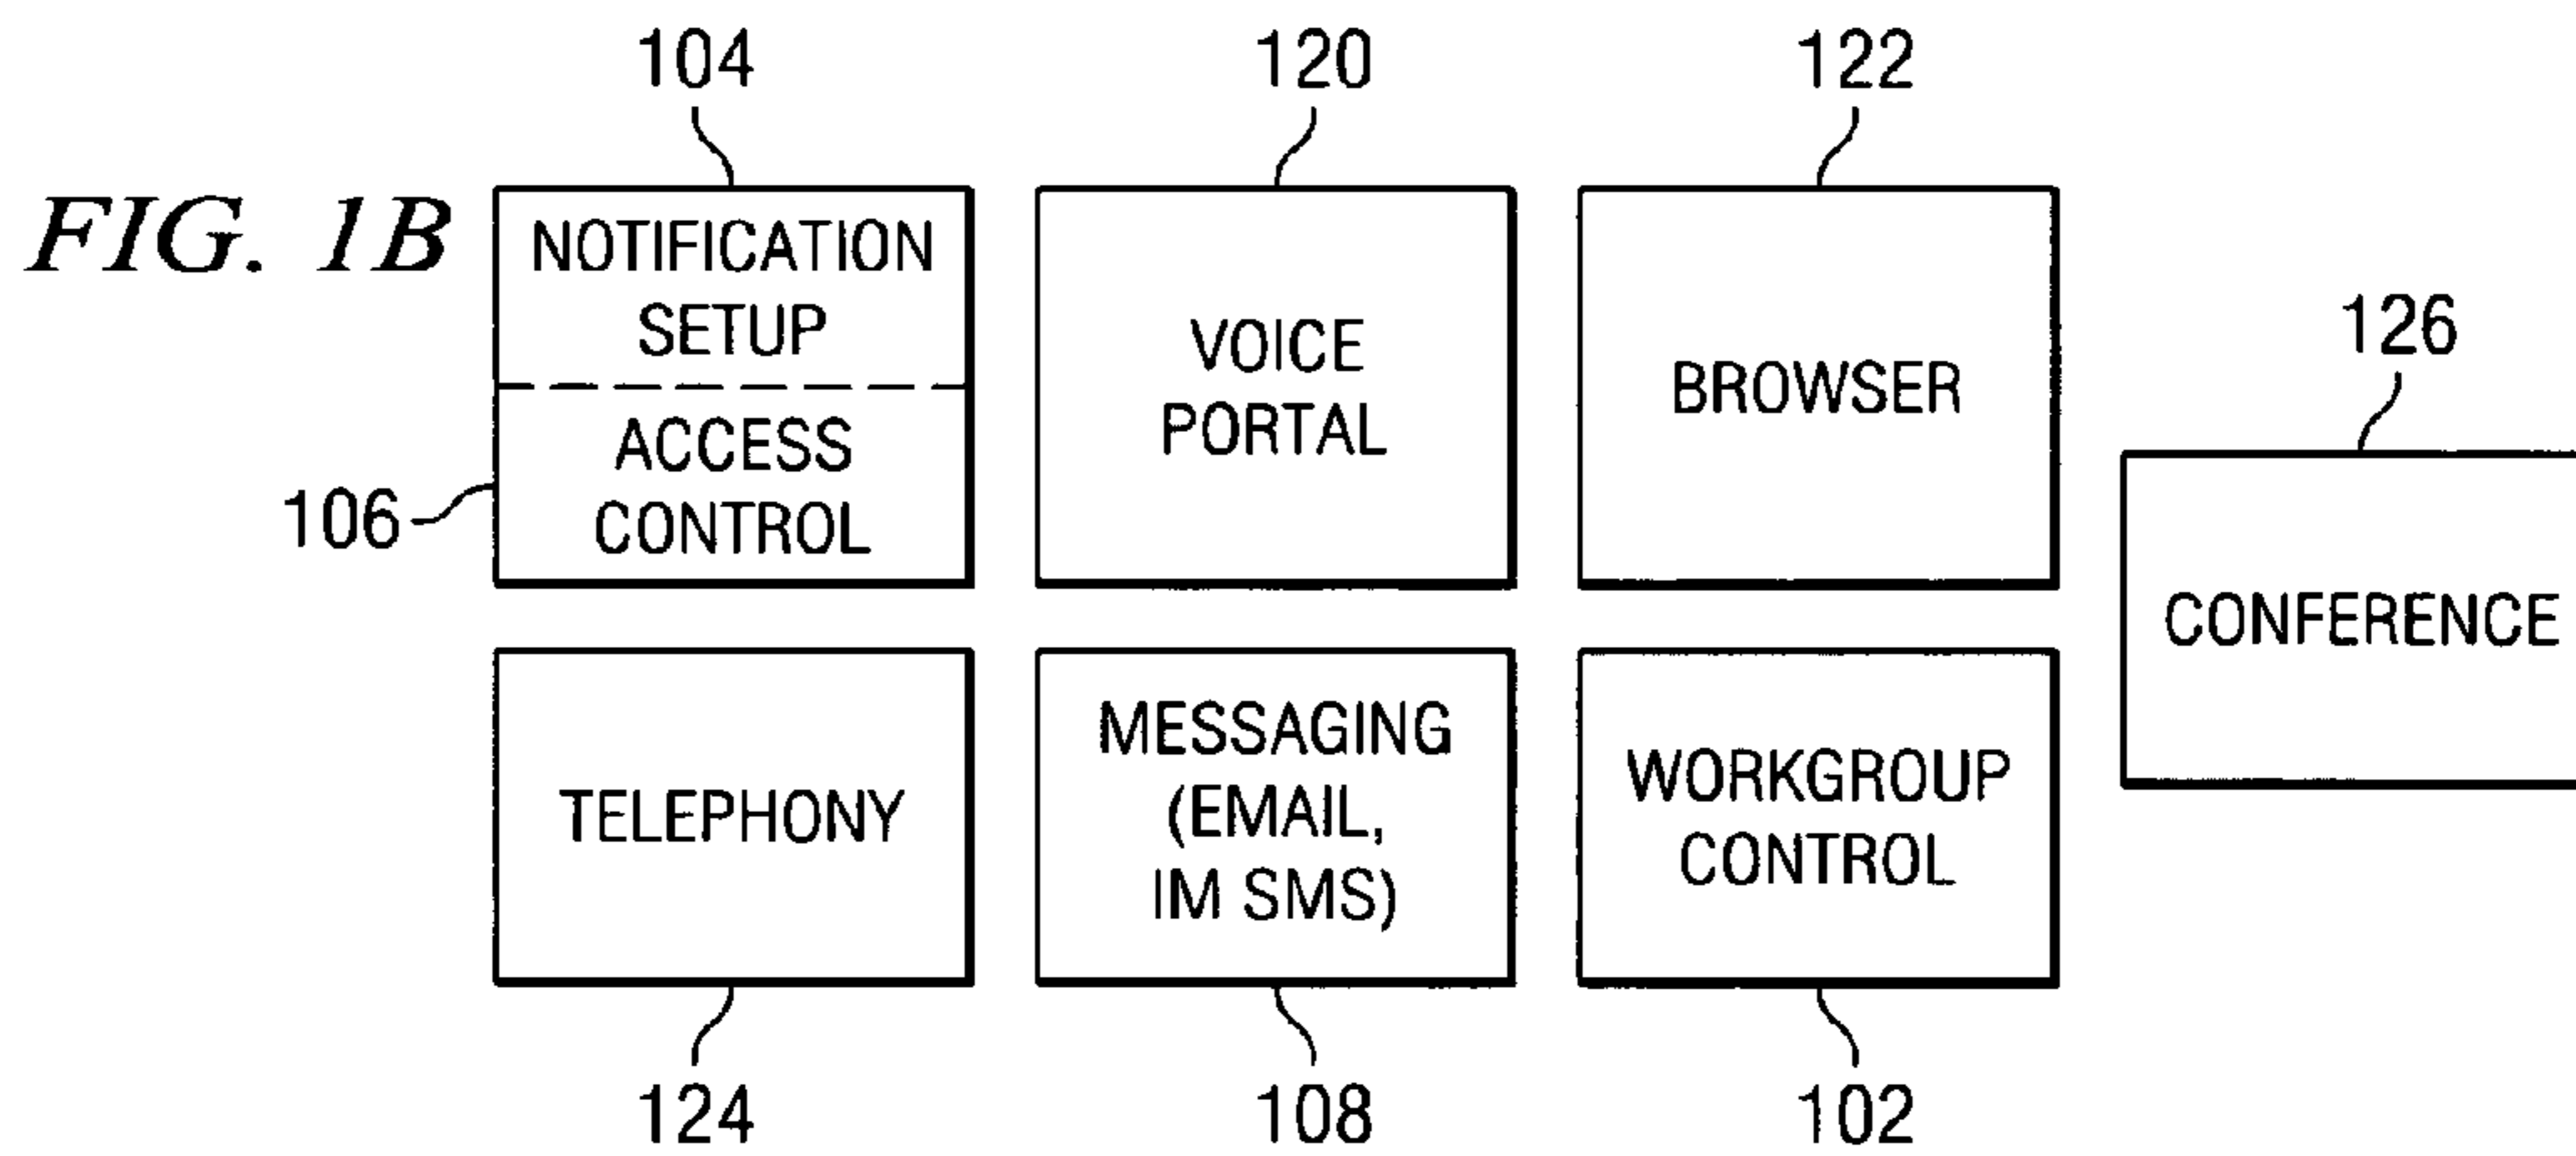 104
120
122
FIG. 1B
NOTIFICATION
SETUP
ACCESS
CONTROL
106
VOICE
PORTAL
BROWSER
126
CONFERENCE
TELEPHONY
MESSAGING
(EMAIL,
IM SMS)
WORKGROUP
CONTROL
124
108
102